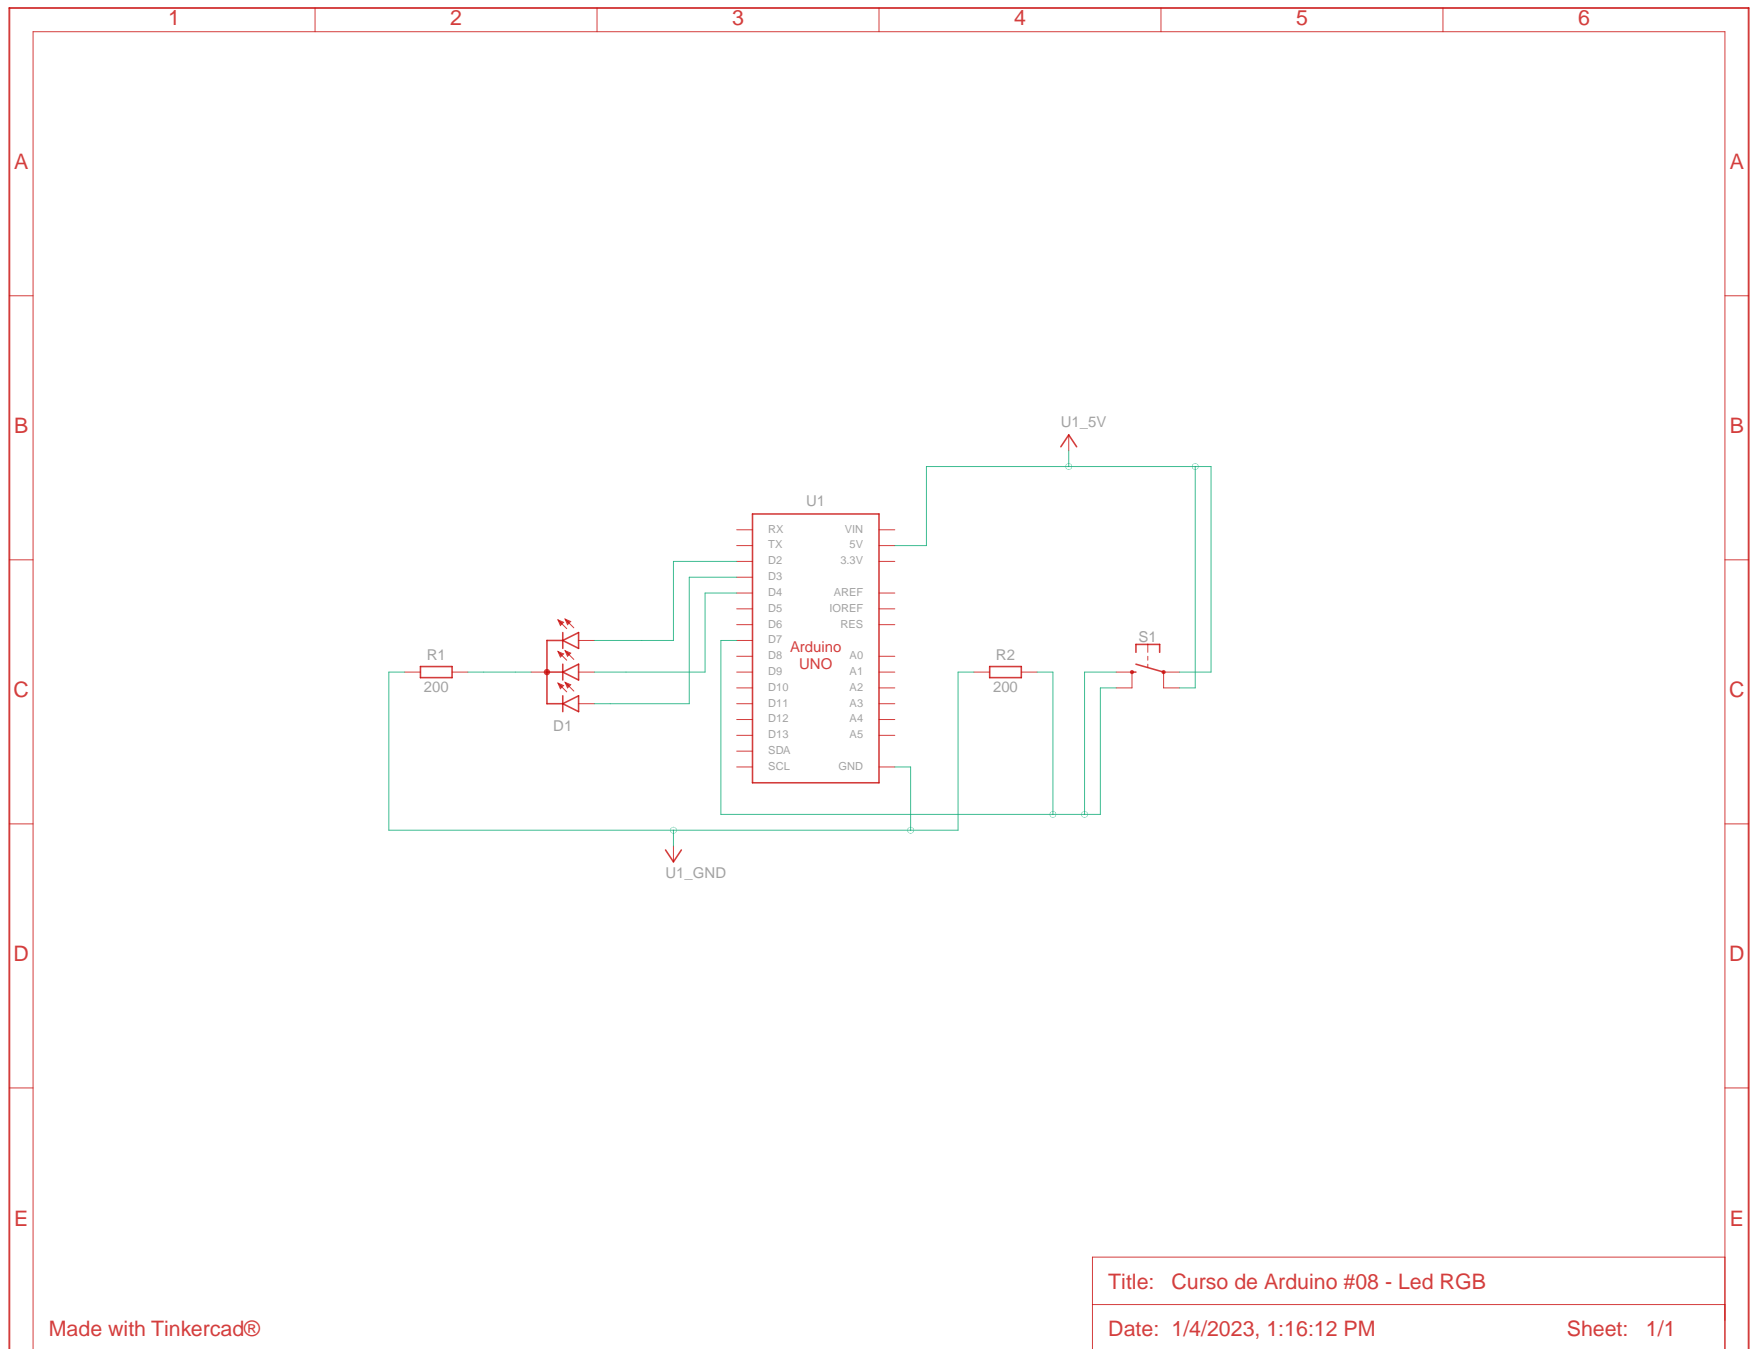 1 2 3 4 5 6
A A
B B
U1_5V
U1
RX VIN
TX 5V
D2 3.3V
D3
D4 AREF
D5 IOREF
D6 RES
D7
Arduino
UNO
D8 A0
D9 A1
D10 A2
D11 A3
D12 A4
D13 A5
SDA
SCL GND
S1
R1
200
R2
200
D1
C C
U1_GND
D D
E E
Title: Curso de Arduino #08 - Led RGB
Made with Tinkercad®
Date: 1/4/2023, 1:16:12 PM Sheet: 1/1